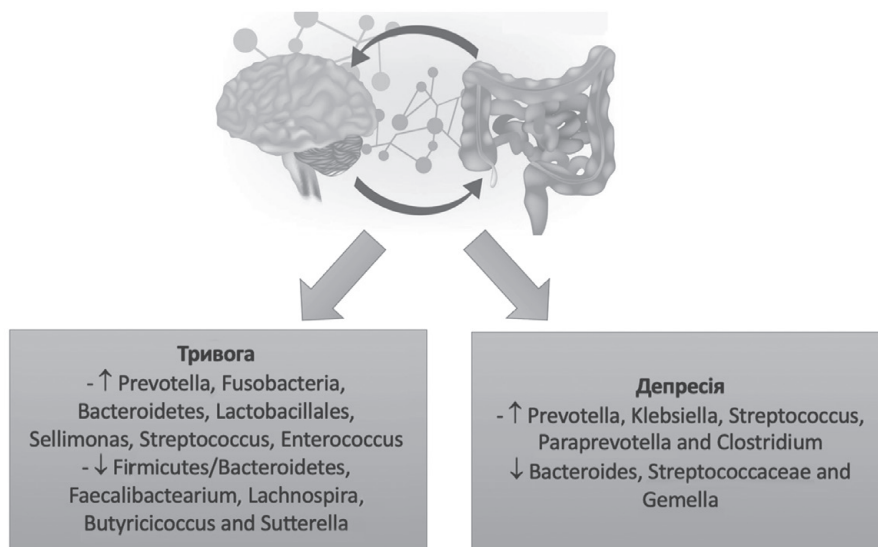 Тривога
- ↑ Prevotella, Fusobacteria,
Bacteroidetes, Lactobacillales,
Sellimonas, Streptococcus, Enterococcus
- ↓ Firmicutes/Bacteroidetes,
Faecalibactearium, Lachnospira,
Butyricicoccus and Sutterella
Депресія
- ↑ Prevotella, Klebsiella, Streptococcus,
Paraprevotella and Clostridium
↓ Bacteroides, Streptococcaceae and
Gemella